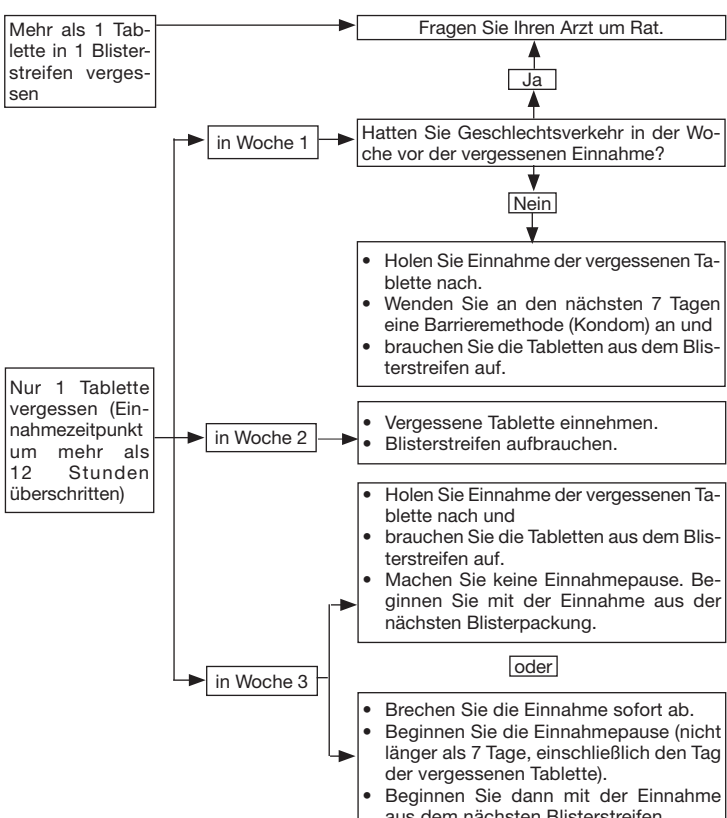 Mehr als 1 Tab-
lette in 1 Blister-
streifen verges-
sen
Fragen Sie Ihren Arzt um Rat.
Ja
in Woche 1
Hatten Sie Geschlechtsverkehr in der Wo-
che vor der vergessenen Einnahme?
Nein
• Holen Sie Einnahme der vergessenen Ta-
blette nach.
• Wenden Sie an den nächsten 7 Tagen
eine Barrieremethode (Kondom) an und
• brauchen Sie die Tabletten aus dem Blis-
terstreifen auf.
Nur 1 Tablette
vergessen (Ein-
nahmezeitpunkt
um mehr als
12 Stunden
überschritten)
in Woche 2
• Vergessene Tablette einnehmen.
• Blisterstreifen aufbrauchen.
• Holen Sie Einnahme der vergessenen Ta-
blette nach und
• brauchen Sie die Tabletten aus dem Blis-
terstreifen auf.
• Machen Sie keine Einnahmepause. Be-
ginnen Sie mit der Einnahme aus der
nächsten Blisterpackung.
in Woche 3
oder
• Brechen Sie die Einnahme sofort ab.
• Beginnen Sie die Einnahmepause (nicht
länger als 7 Tage, einschließlich den Tag
der vergessenen Tablette).
• Beginnen Sie dann mit der Einnahme
aus dem nächsten Blisterstreifen